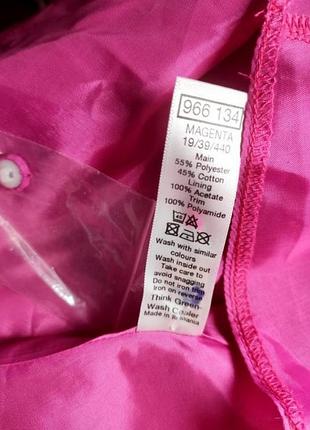 966 134
MAGENTA
19/39/440
Main
55% Polyester
45% Cotton
Lining
100% Acetate
Trim
100% Polyamide
40
Wash with similar
colours
Wash inside out
Take care to
avoid snagging
Do not iron trim
Iron on reverse
Think Green-
Wash Cooler
Made in Romania